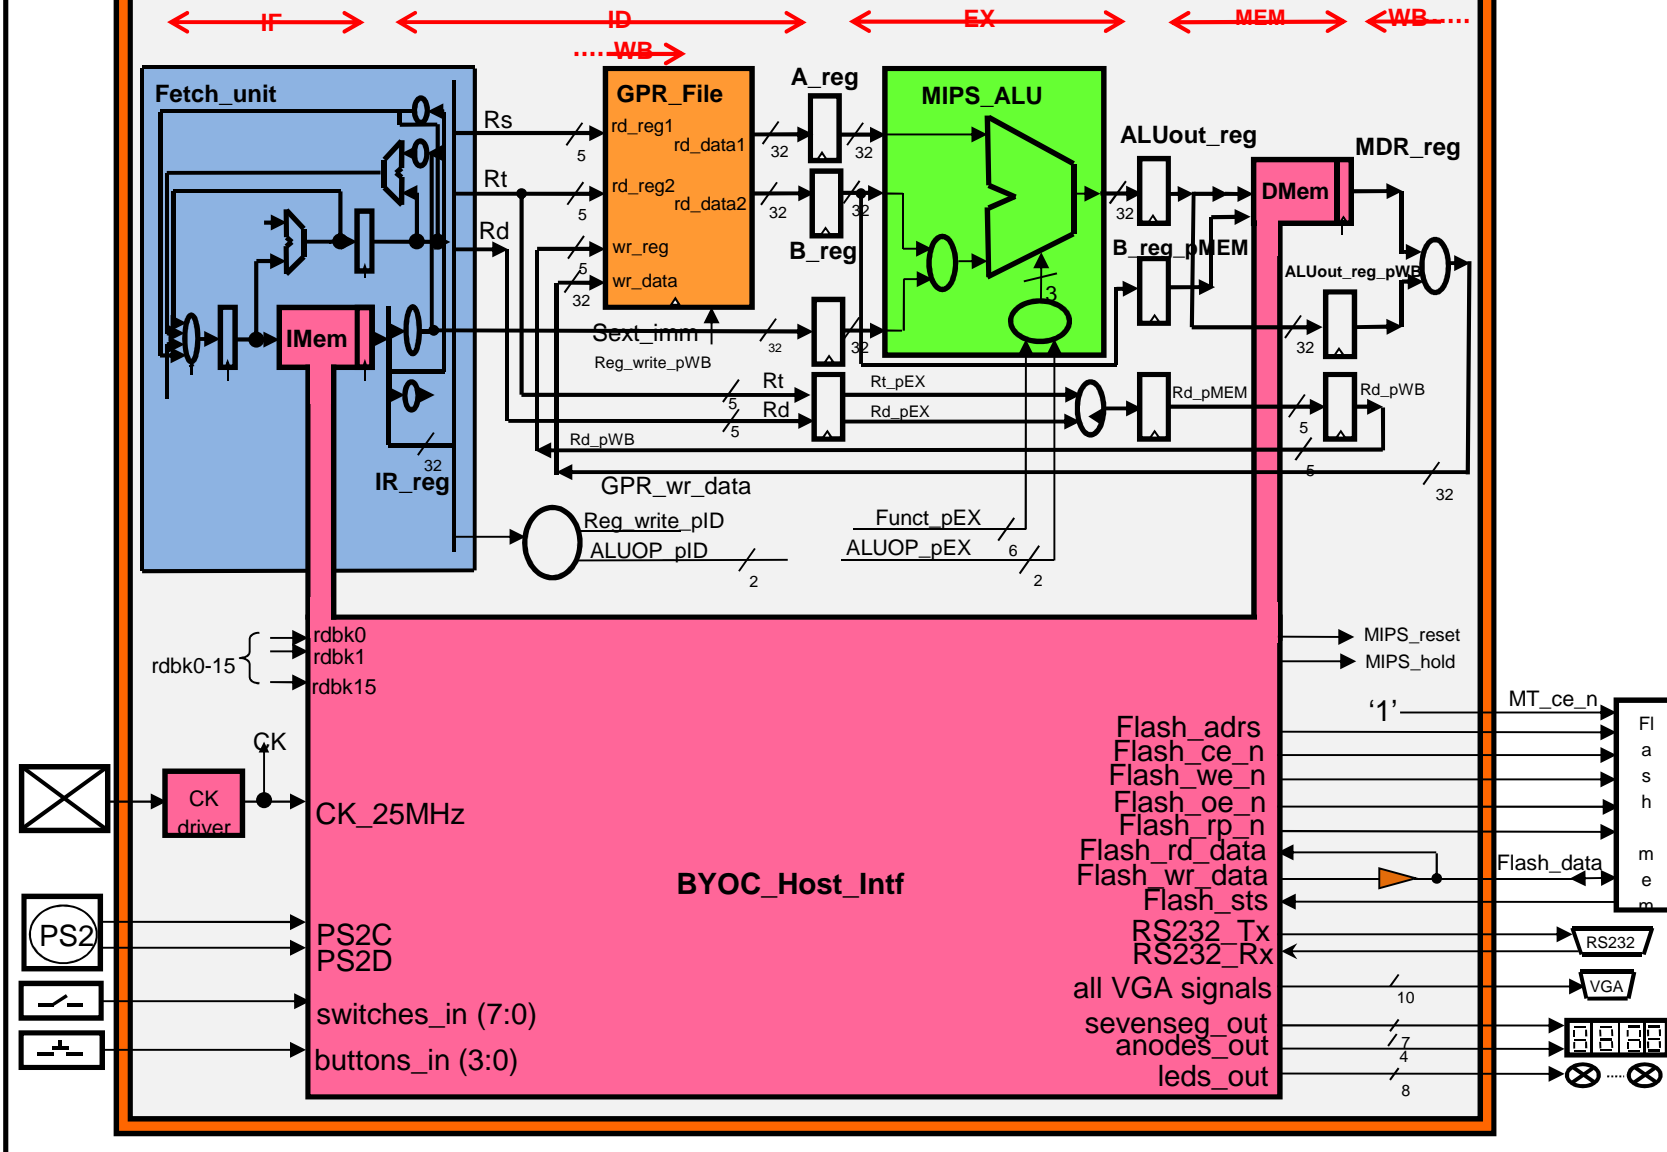 IF
ID
EX
MEM
WB
WB
Fetch_unit
GPR_File
A_reg
MIPS_ALU
ALUout_reg
MDR_reg
Rs
5
rd_reg1
rd_data1
32
32
Rt
5
rd_reg2
rd_data2
32
32
32
DMem
Rd
5
wr_reg
B_reg
B_reg_pMEM
32
wr_data
ALUout_reg_pWB
3
IMem
Sext_imm
32
32
32
Reg_write_pWB
Rt
5
Rt_pEX
Rd_pMEM
Rd_pWB
Rd
5
Rd_pEX
5
Rd_pWB
5
32
IR_reg
GPR_wr_data
32
Reg_write_pID
Funct_pEX
6
ALUOP_pID
2
ALUOP_pEX
2
rdbk0
MIPS_reset
rdbk0-15
rdbk1
MIPS_hold
rdbk15
MT_ce_n
'1'
Flash_adrs
CK
Flash_ce_n
Flash_we_n
CK
driver
CK_25MHz
Flash_oe_n
Flash_rp_n
Flash_rd_data
Flash_wr_data
Flash_data
Fl
a
s
h
m
e
m
BYOC_Host_Intf
Flash_sts
PS2
PS2C
RS232_Tx
RS232
PS2D
RS232_Rx
all VGA signals
10
VGA
switches_in (7:0)
sevenseg_out
7
anodes_out
4
buttons_in (3:0)
leds_out
8